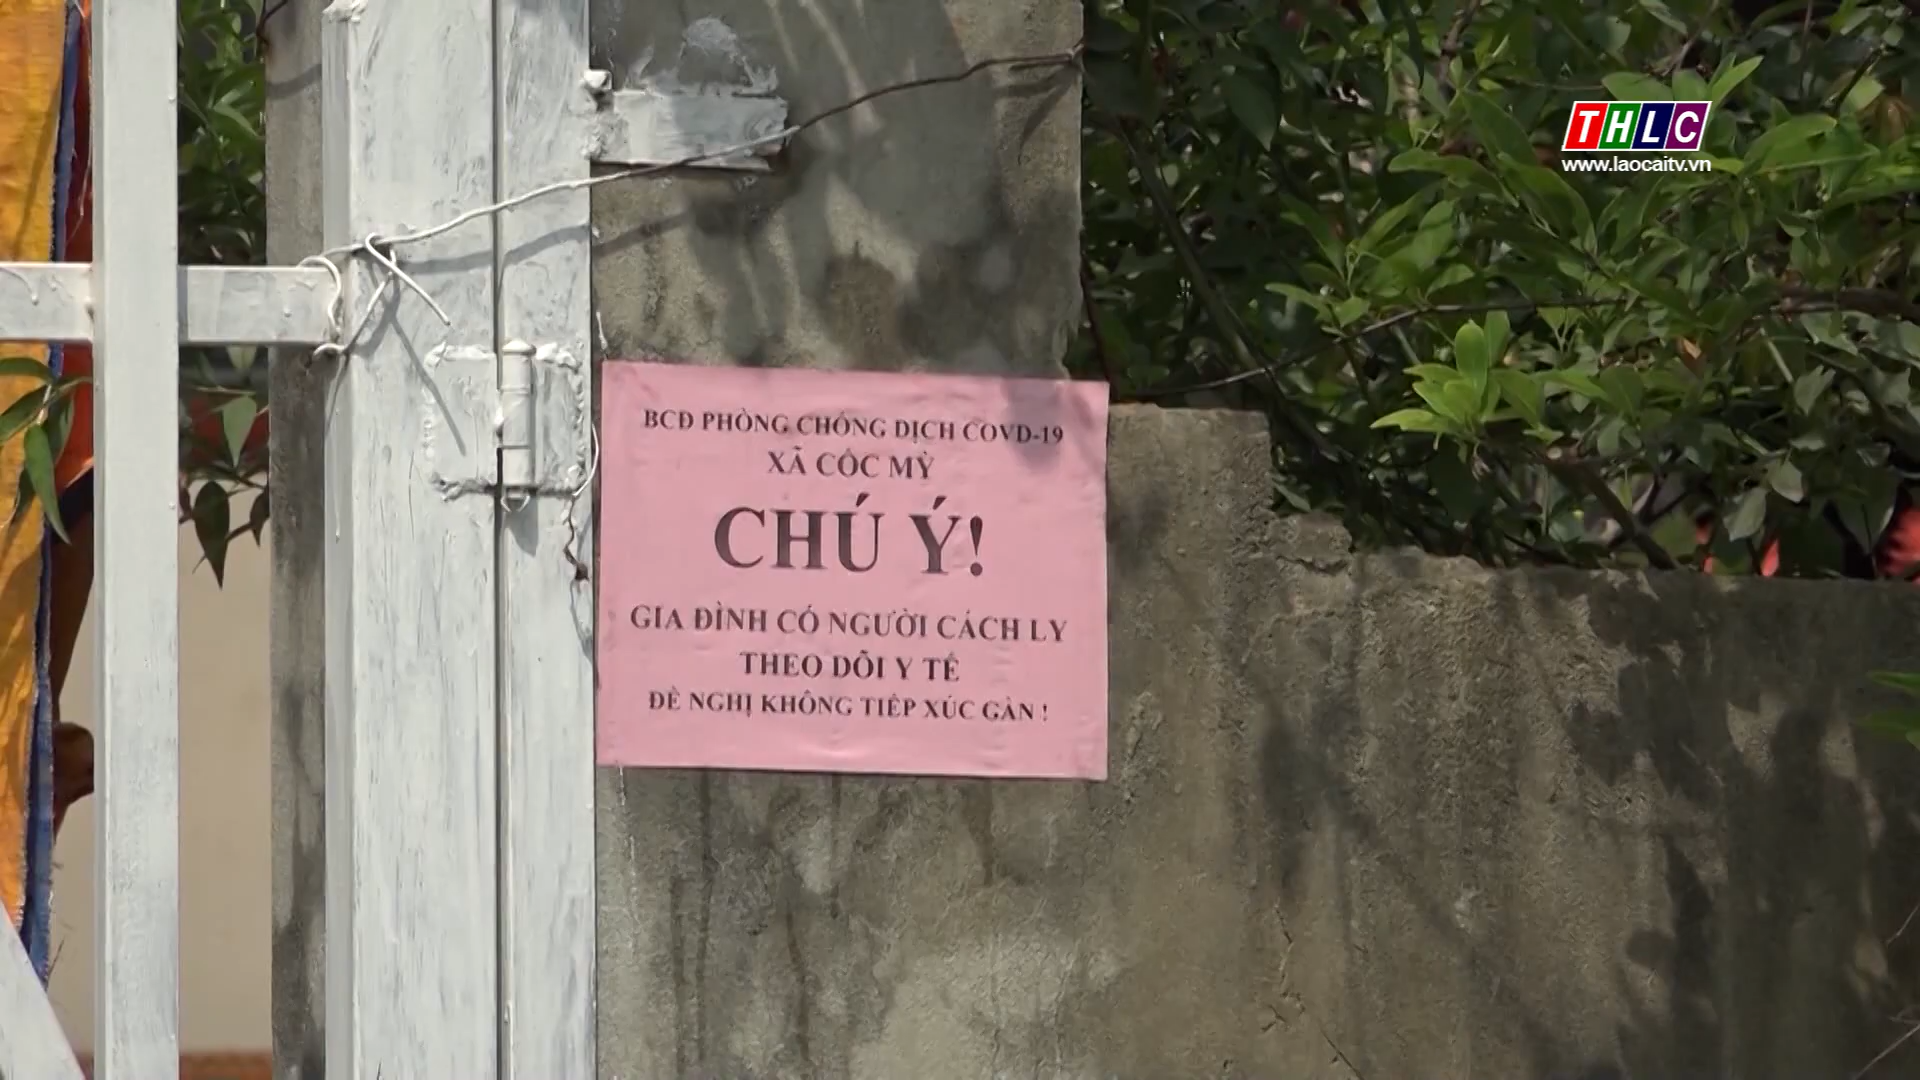 THLC
www.laocaitv.vn
BCĐ PHÒNG CHỐNG DỊCH COVD-19
XÃ CỐC MỲ
CHÚ Ý!
GIA ĐÌNH CÓ NGƯỜI CÁCH LY
THEO DÕI Y TẾ
ĐỀ NGHỊ KHÔNG TIẾP XÚC GẦN !